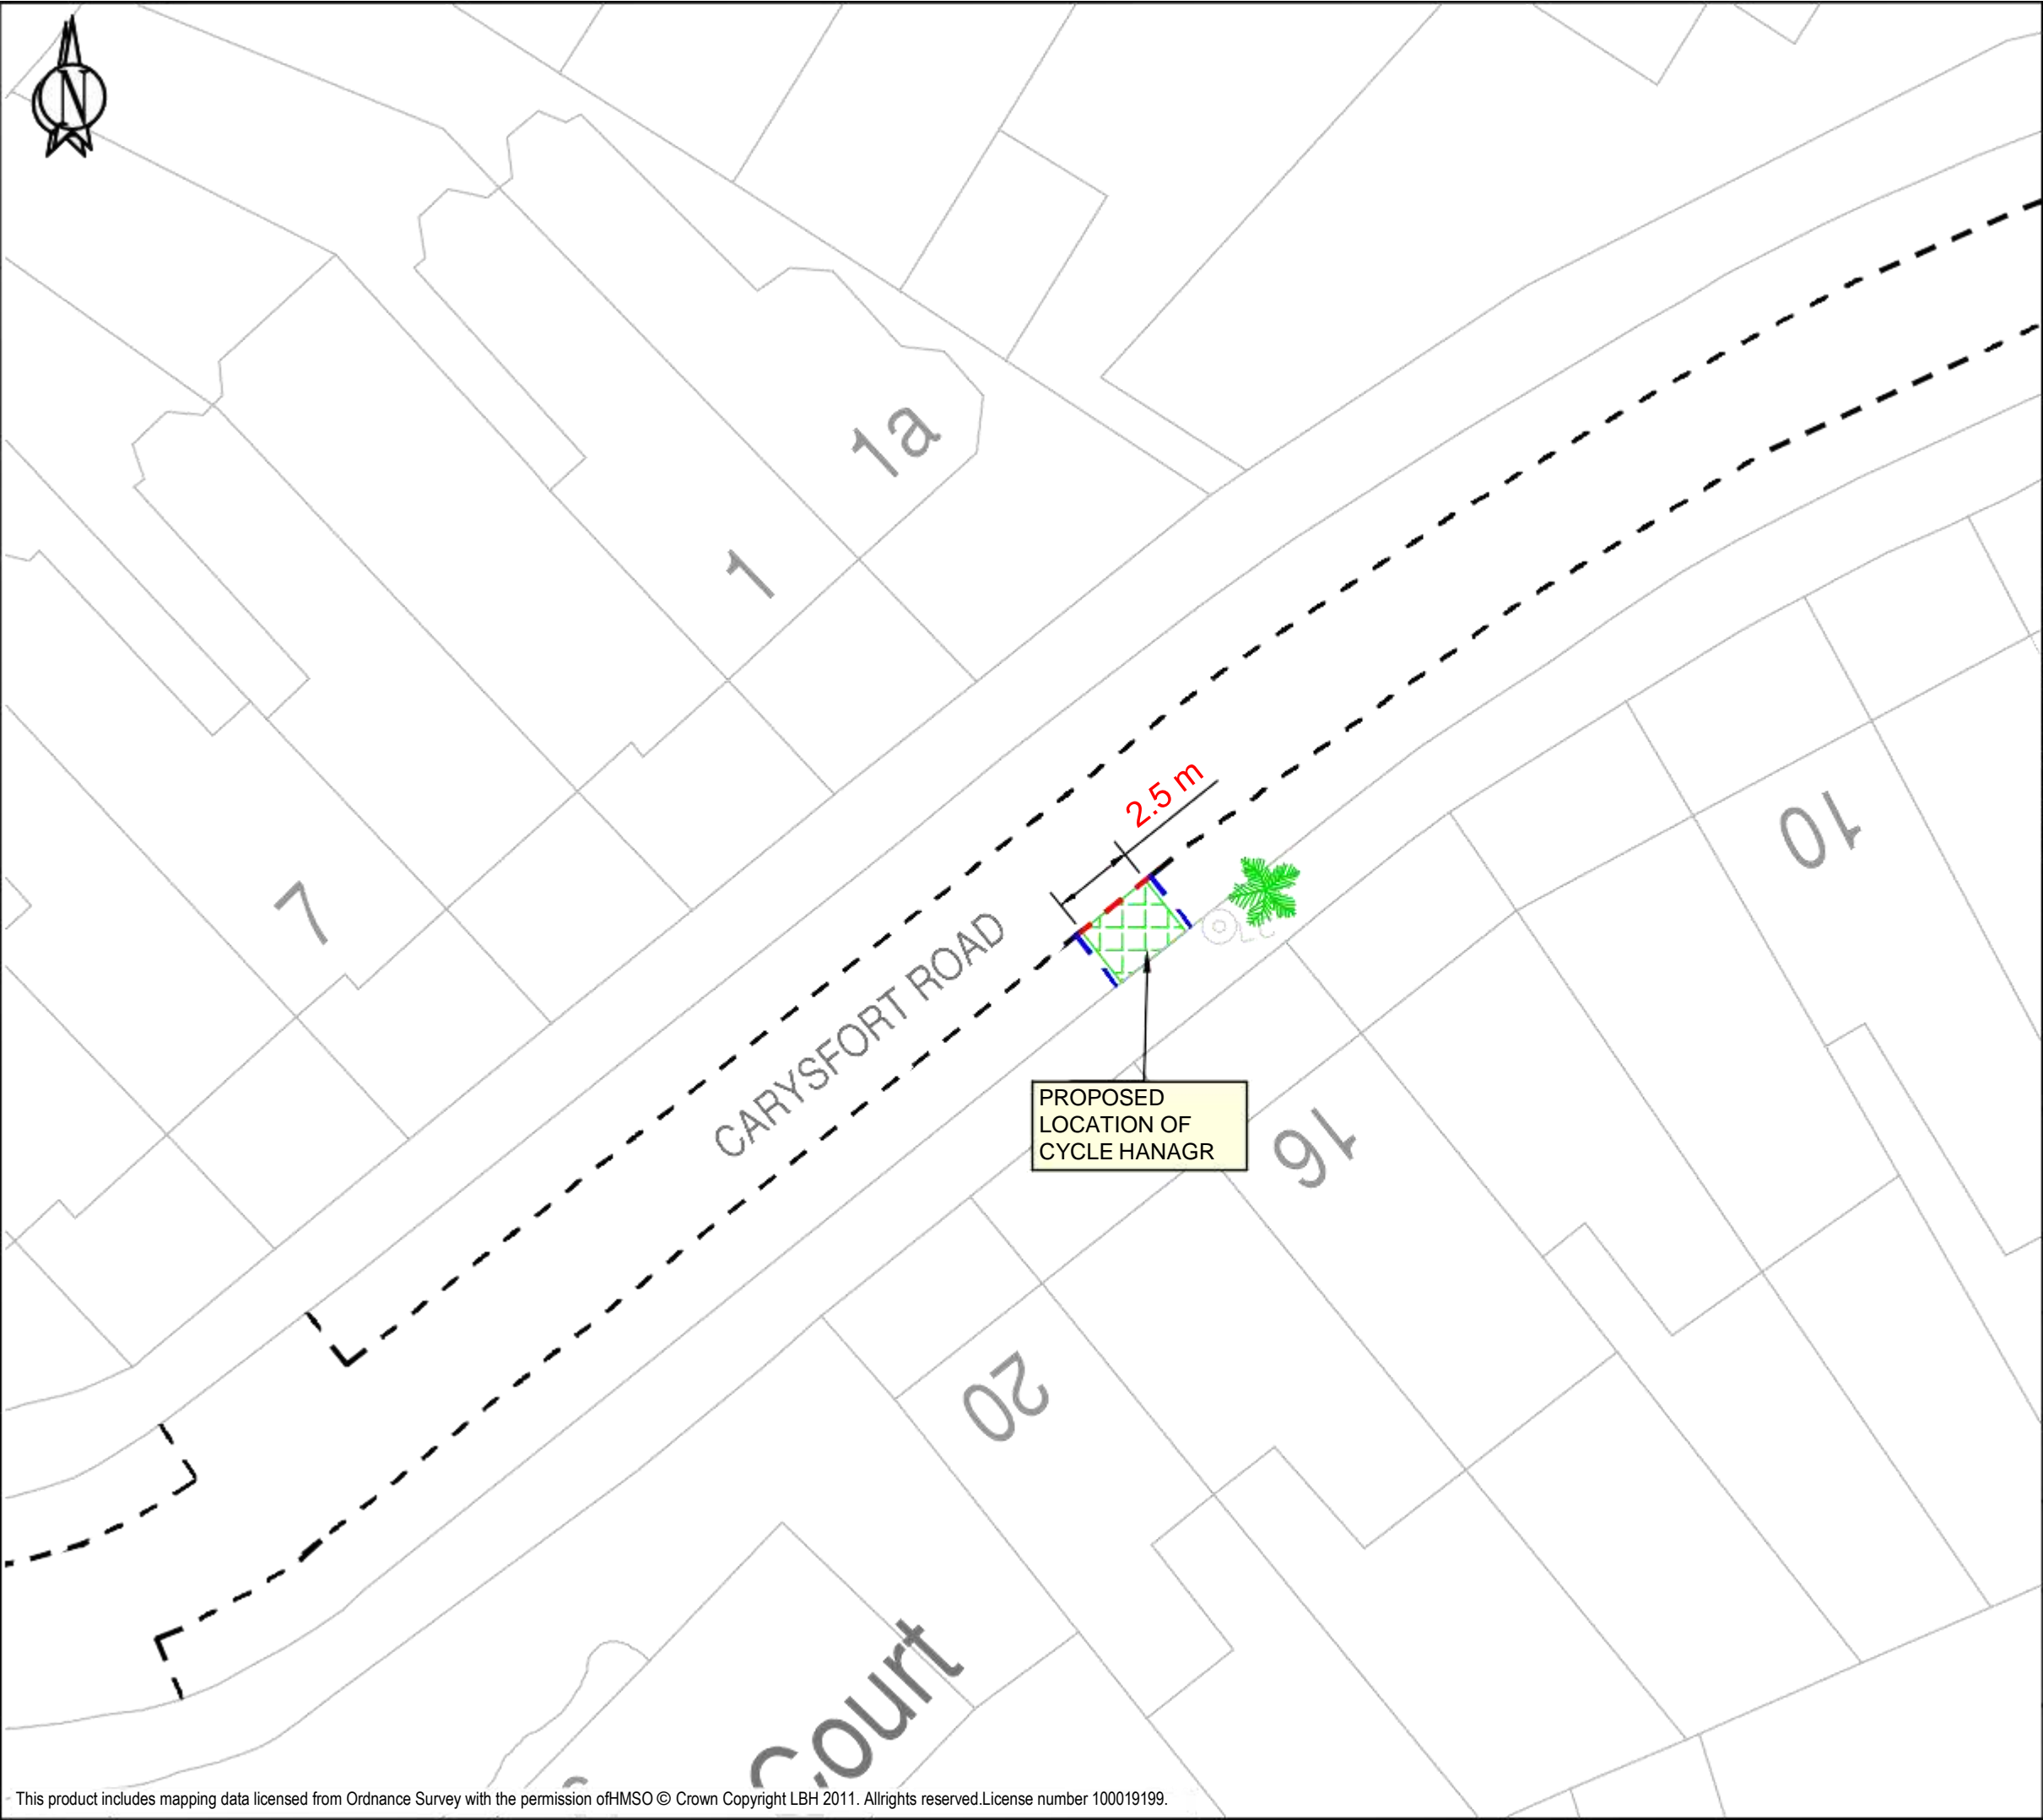 N
1a
1
2.5 m
10
7
CARYSFORT ROAD
PROPOSED
LOCATION OF
CYCLE HANAGR
16
20
Court
This product includes mapping data licensed from Ordnance Survey with the permission ofHMSO © Crown Copyright LBH 2011. Allrights reserved.License number 100019199.